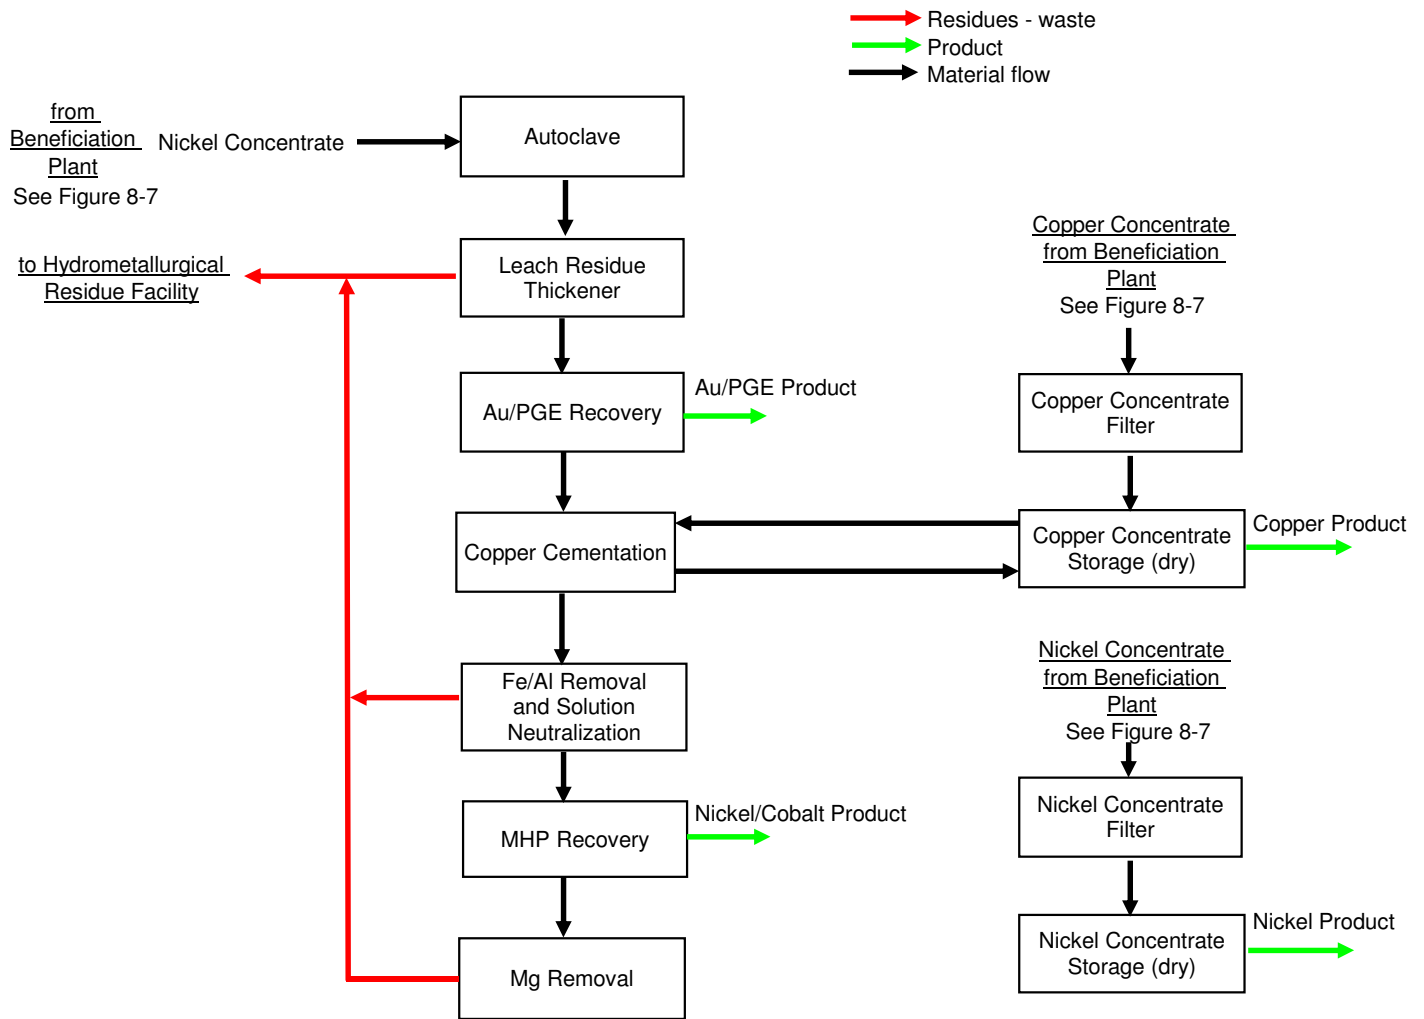 Residues - waste
Product
Material flow
from
Beneficiation
Plant
See Figure 8-7
Nickel Concentrate
Autoclave
to Hydrometallurgical
Residue Facility
Leach Residue
Thickener
Copper Concentrate
from Beneficiation
Plant
See Figure 8-7
Au/PGE Recovery
Au/PGE Product
Copper Concentrate
Filter
Copper Cementation
Copper Concentrate
Storage (dry)
Copper Product
Fe/Al Removal
and Solution
Neutralization
Nickel Concentrate
from Beneficiation
Plant
See Figure 8-7
MHP Recovery
Nickel/Cobalt Product
Nickel Concentrate
Filter
Mg Removal
Nickel Concentrate
Storage (dry)
Nickel Product